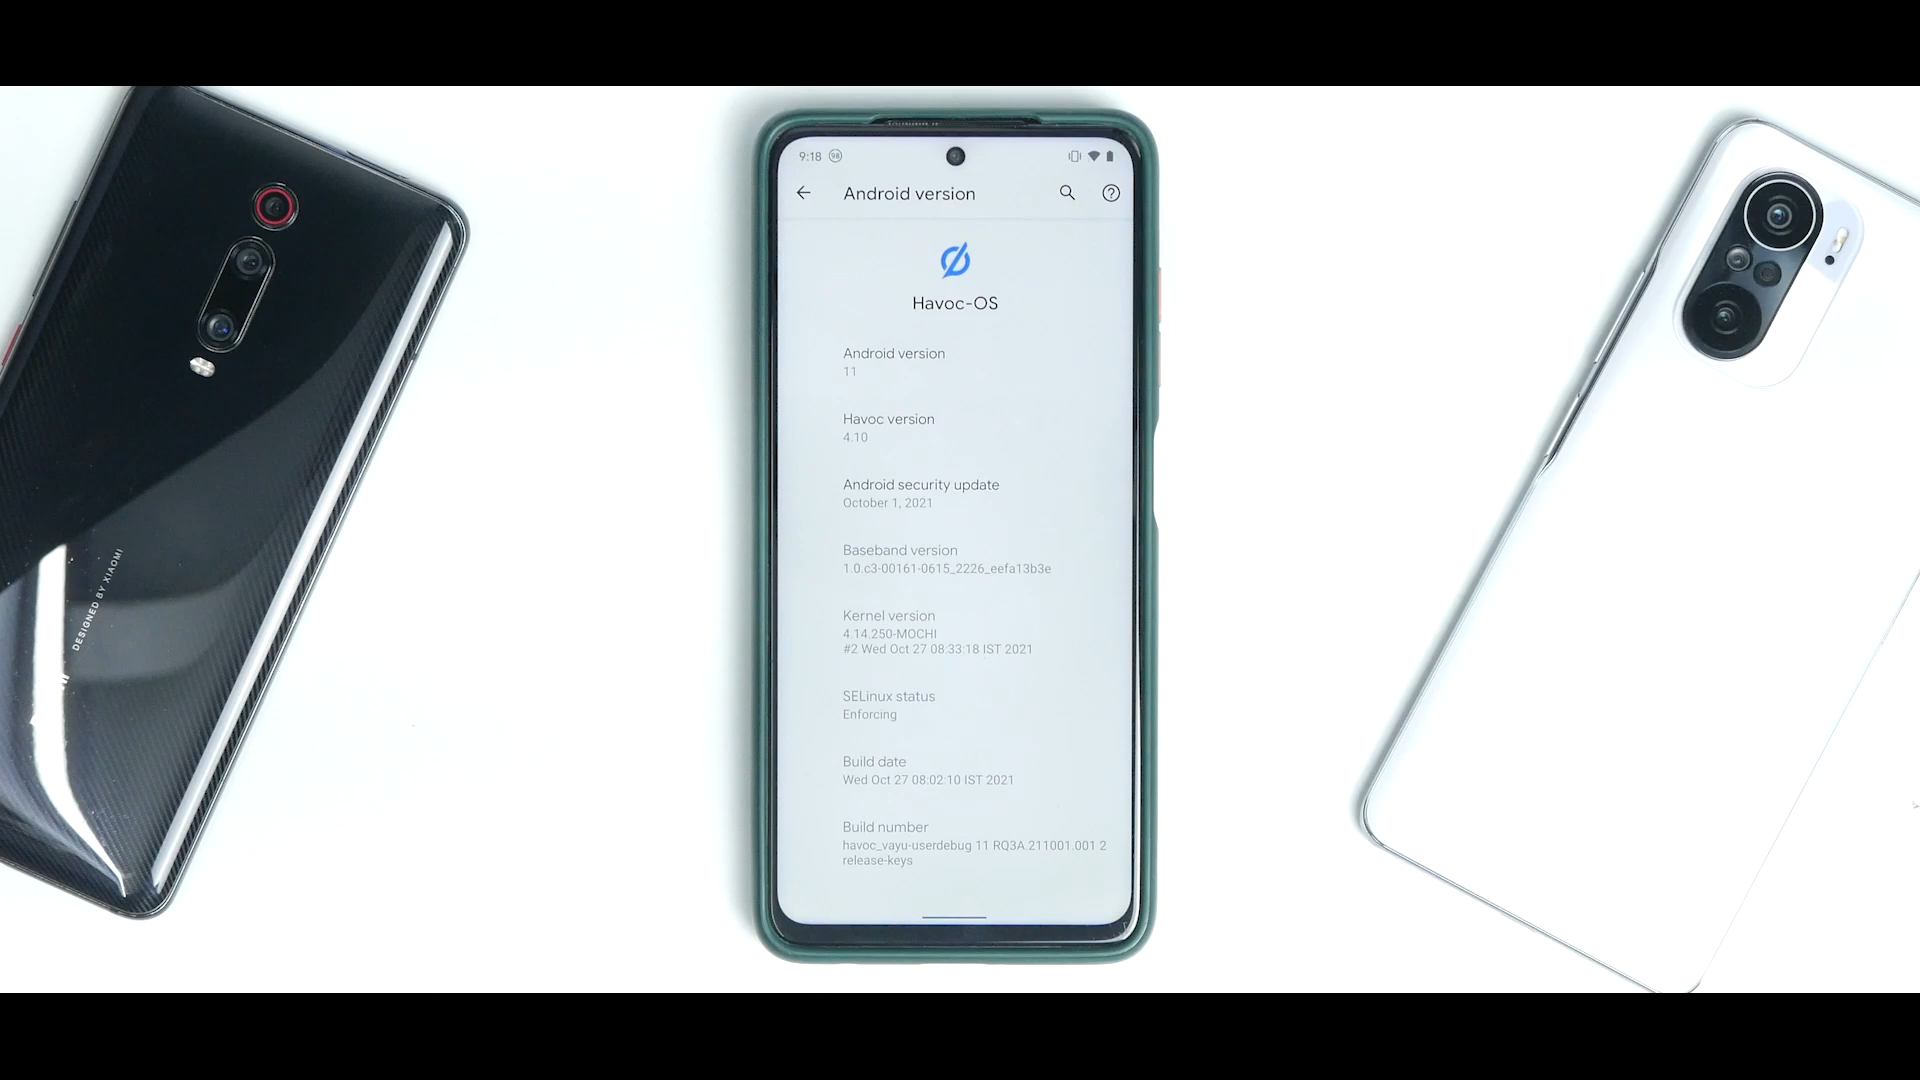 9:18 98
Android version
Havoc-OS
Android version
11
Havoc version
4.10
Android security update
October 1, 2021
Baseband version
1.0.c3-00161-0615_2226_eefa13b3e
Kernel version
4.14.250-MOCHI
#2 Wed Oct 27 08:33:18 IST 2021
SELinux status
Enforcing
Build date
Wed Oct 27 08:02:10 IST 2021
Build number
havoc_vayu-userdebug 11 RQ3A.211001.001 2
release-keys
DESIGNED BY XIAOMI